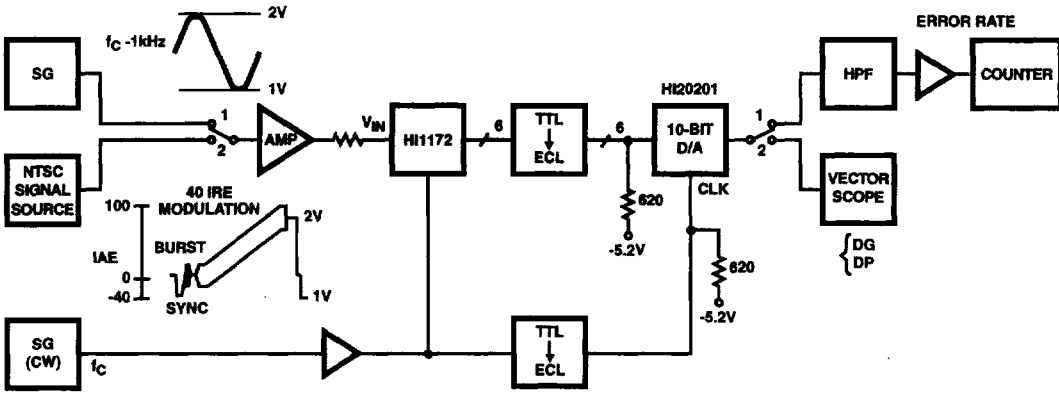 2V
fC -1kHz
1V
SG
1
2
AMP
VIN
HI1172
6
TTL
ECL
6
HI20201
10-BIT
D/A
CLK
1
2
HPF
ERROR RATE
COUNTER
NTSC
SIGNAL
SOURCE
VECTOR
SCOPE
DG
DP
620
-5.2V
620
-5.2V
40 IRE
MODULATION
100
2V
BURST
IAE
0
-40
SYNC
1V
SG
(CW)
fC
TTL
ECL